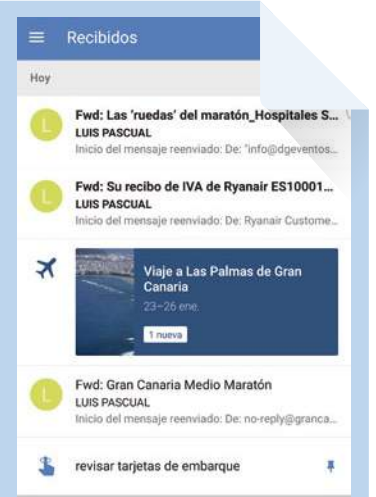 Recibidos
Hoy
L
Fwd: Las 'ruedas' del maratón_Hospitales S...
LUIS PASCUAL
Inicio del mensaje reenviado: De: "info@dgeventos...
L
Fwd: Su recibo de IVA de Ryanair ES10001...
LUIS PASCUAL
Inicio del mensaje reenviado: De: Ryanair Custome...
Viaje a Las Palmas de Gran
Canaria
23–26 ene.
1 nueva
L
Fwd: Gran Canaria Medio Maratón
LUIS PASCUAL
Inicio del mensaje reenviado: De: no-reply@granca...
revisar tarjetas de embarque